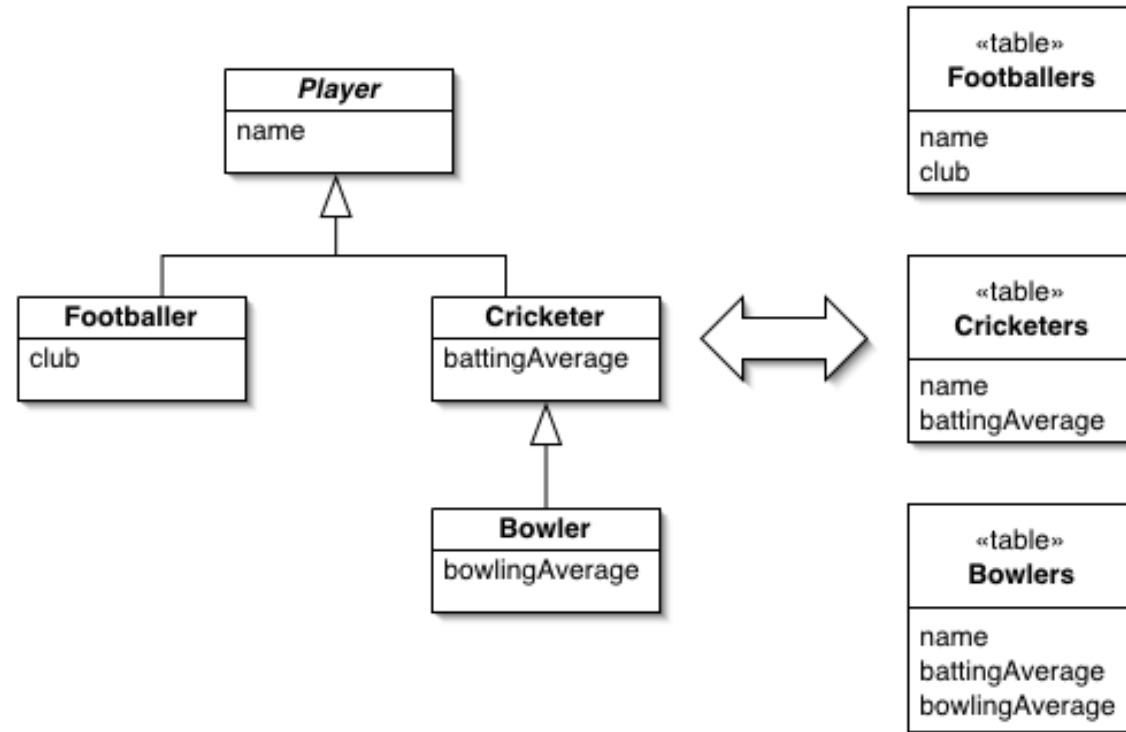 Player
name
Footballer
club
Cricketer
battingAverage
Bowler
bowlingAverage
«table»
Footballers
name
club
«table»
Cricketers
name
battingAverage
«table»
Bowlers
name
battingAverage
bowlingAverage